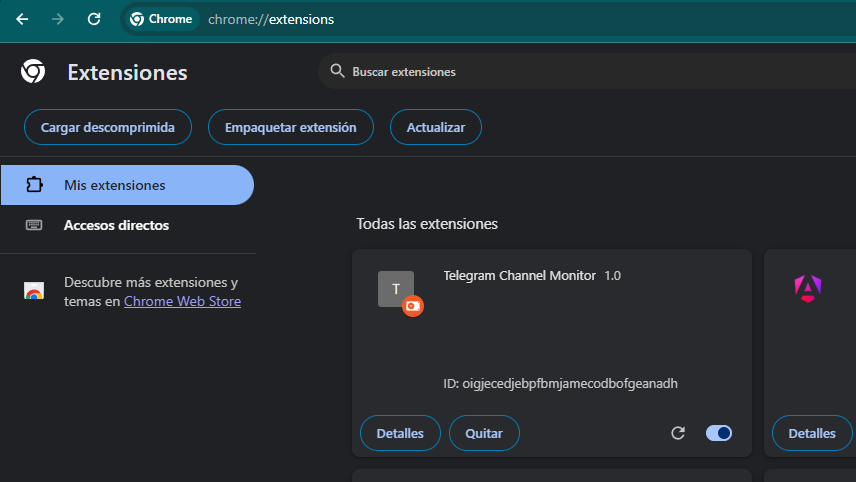 Chrome
chrome://extensions
Extensiones
Buscar extensiones
Cargar descomprimida
Empaquetar extensión
Actualizar
Mis extensiones
Accesos directos
Descubre más extensiones y
temas en Chrome Web Store
Todas las extensiones
T
Telegram Channel Monitor 1.0
ID: oigjecedjebpfbmjamecodbofgeanadh
Detalles
Quitar
Detalles